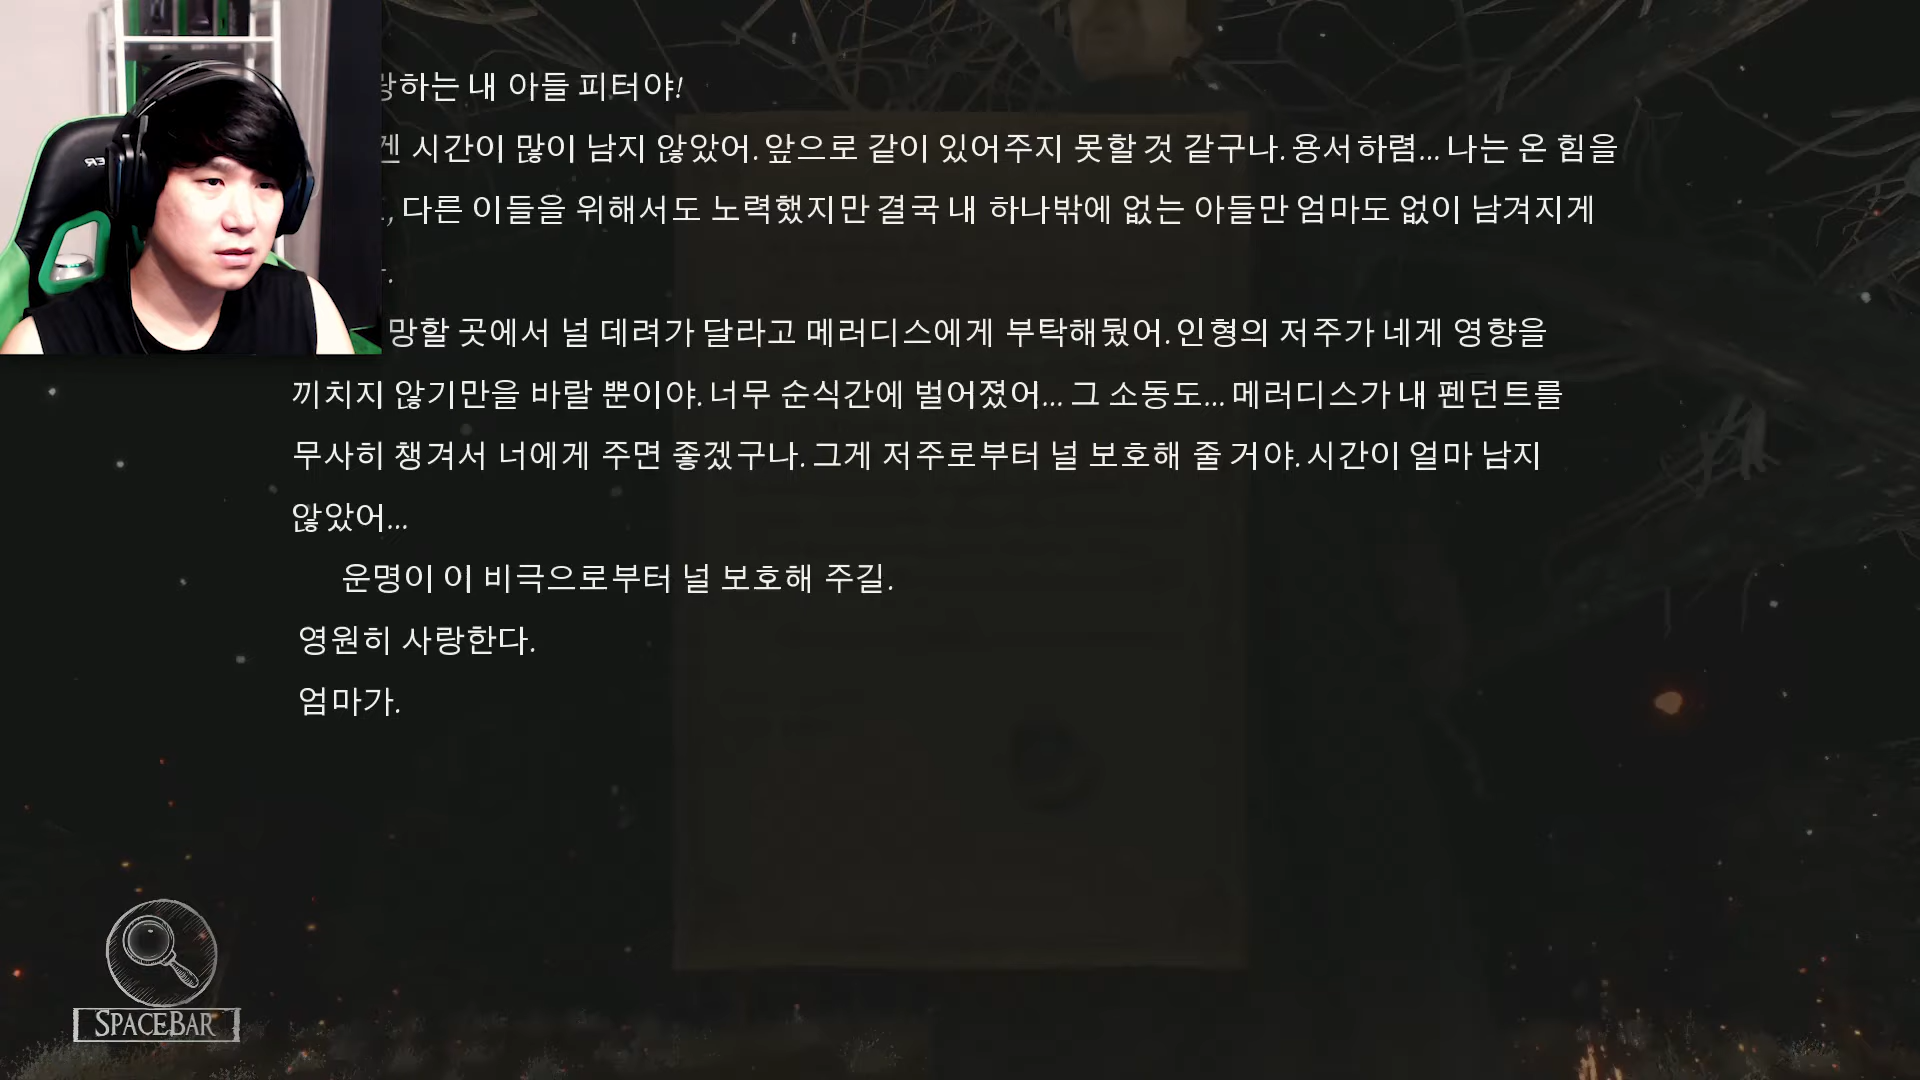 하는 내 아들 피터야!
시간이 많이 남지 않았어. 앞으로 같이 있어주지 못할 것 같구나. 용서하렴... 나는 온 힘을
다른 이들을 위해서도 노력했지만 결국 내 하나밖에 없는 아들만 엄마도 없이 남겨지게
망할 곳에서 널 데려가 달라고 메러디스에게 부탁해뒀어. 인형의 저주가 네게 영향을
끼치지 않기만을 바랄 뿐이야. 너무 순식간에 벌어졌어... 그 소동도... 메러디스가 내 펜던트를
무사히 챙겨서 너에게 주면 좋겠구나. 그게 저주로부터 널 보호해 줄 거야. 시간이 얼마 남지
않았어...
운명이 이 비극으로부터 널 보호해 주길.
영원히 사랑한다.
엄마가.
SPACEBAR